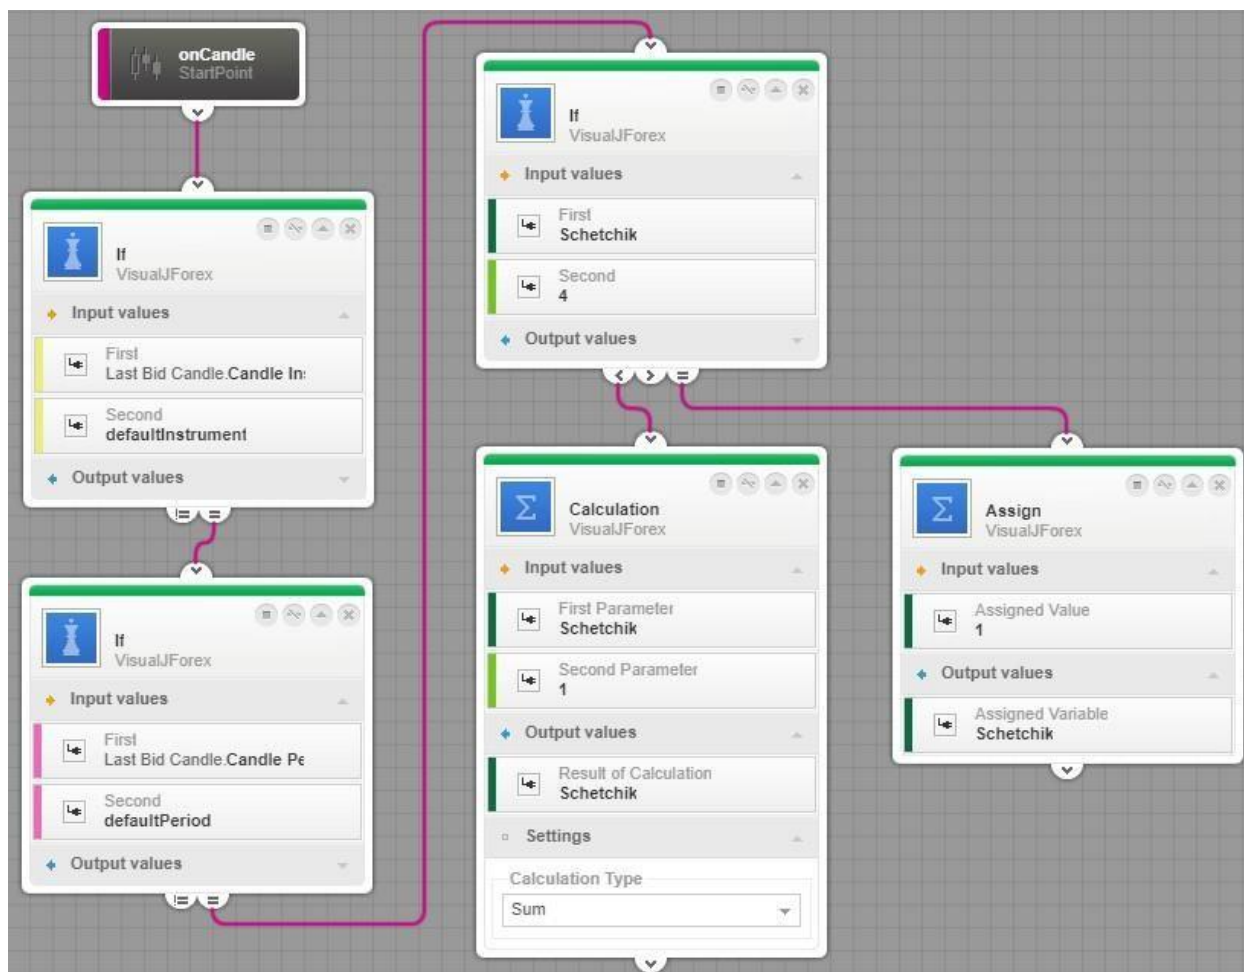 onCandle
StartPoint
If
VisualJForex
Input values
First
Last Bid Candle.Candle Ins
Second
defaultInstrument
Output values
!= =
If
VisualJForex
Input values
First
Last Bid Candle.Candle Pe
Second
defaultPeriod
Output values
!= =
If
VisualJForex
Input values
First
Schetchik
Second
4
Output values
< > =
Calculation
VisualJForex
Input values
First Parameter
Schetchik
Second Parameter
1
Output values
Result of Calculation
Schetchik
Settings
Calculation Type
Sum
Assign
VisualJForex
Input values
Assigned Value
1
Output values
Assigned Variable
Schetchik